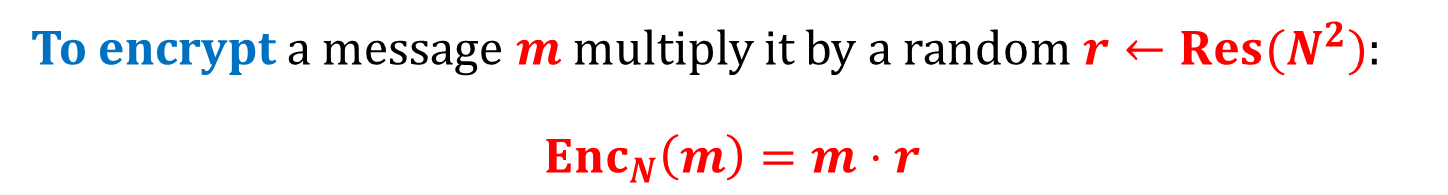 To encrypt a message m multiply it by a random r ← Res(N²):
Enc_N(m) = m · r